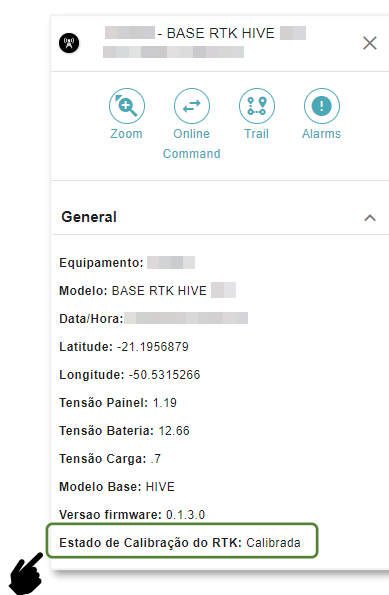 - BASE RTK HIVE
Zoom
Online
Command
Trail
Alarms
General
Equipamento:
Modelo: BASE RTK HIVE
Data/Hora:
Latitude: -21.1956879
Longitude: -50.5315266
Tensão Painel: 1.19
Tensão Bateria: 12.66
Tensão Carga: .7
Modelo Base: HIVE
Versao firmware: 0.1.3.0
Estado de Calibração do RTK: Calibrada